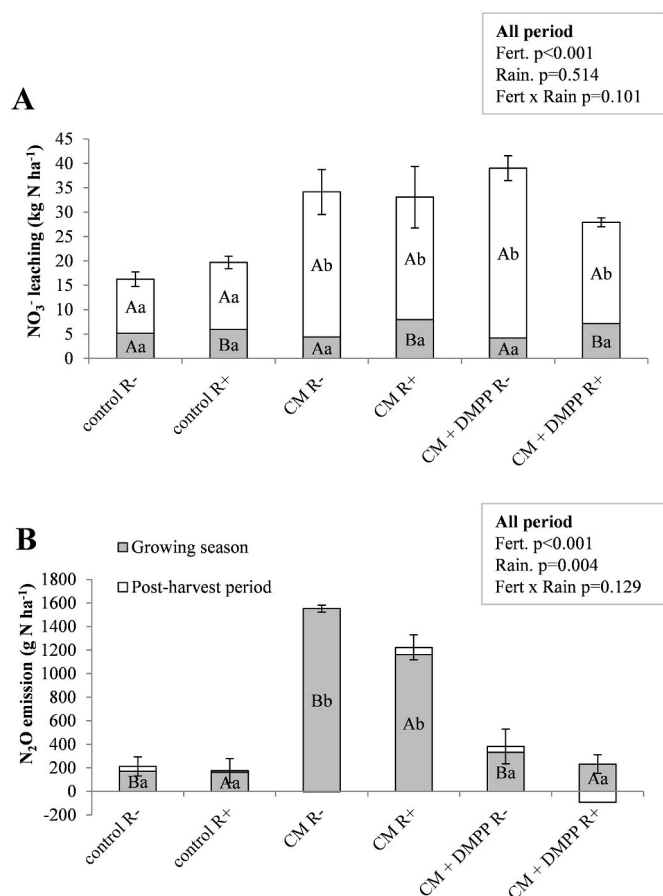 All period
Fert. p<0.001
Rain. p=0.514
Fert x Rain p=0.101
A
NO₃⁻ leaching (kg N ha⁻¹)
45
40
35
30
25
20
15
10
5
0
Aa
Aa
Ab
Ab
Ab
Ab
Aa
Ba
Aa
Ba
Aa
Ba
control R-
control R+
CM R-
CM R+
CM + DMPP R-
CM + DMPP R+
All period
Fert. p<0.001
Rain. p=0.004
Fert x Rain p=0.129
B
Growing season
Post-harvest period
N₂O emission (g N ha⁻¹)
1800
1600
1400
1200
1000
800
600
400
200
0
-200
Ba
Aa
Bb
Ab
Ba
Aa
control R-
control R+
CM R-
CM R+
CM + DMPP R-
CM + DMPP R+